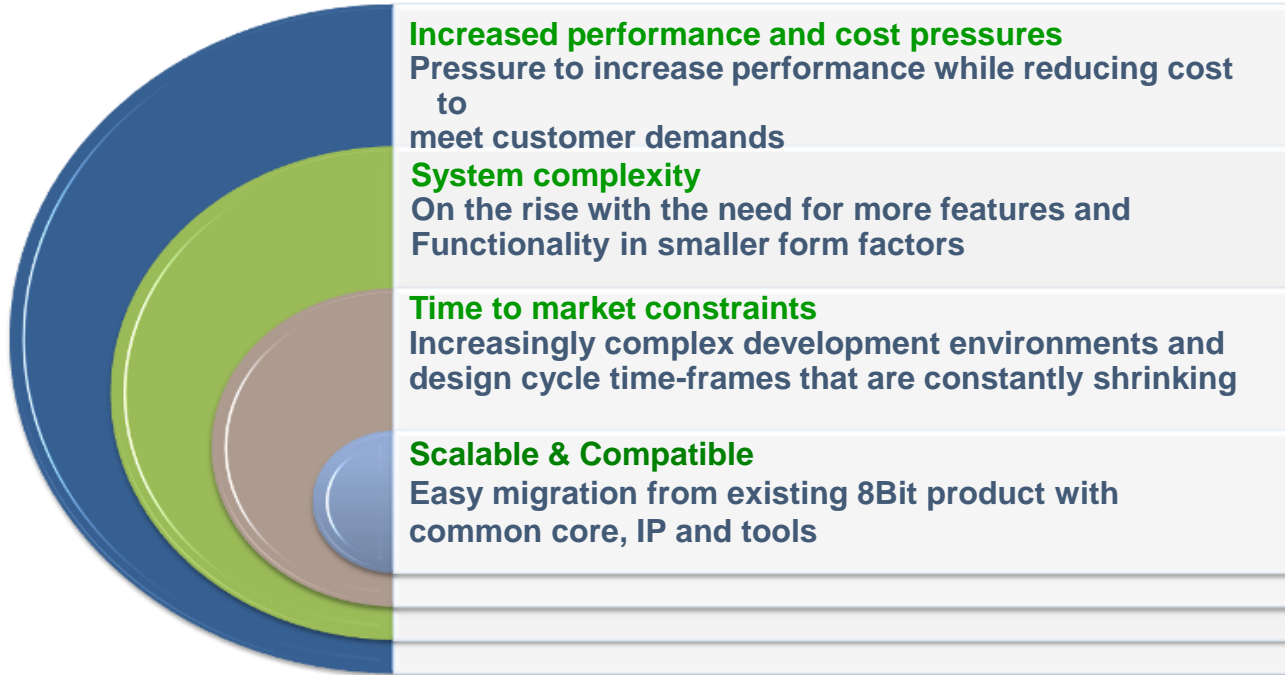 Increased performance and cost pressures
Pressure to increase performance while reducing cost
to
meet customer demands
System complexity
On the rise with the need for more features and
Functionality in smaller form factors
Time to market constraints
Increasingly complex development environments and
design cycle time-frames that are constantly shrinking
Scalable & Compatible
Easy migration from existing 8Bit product with
common core, IP and tools